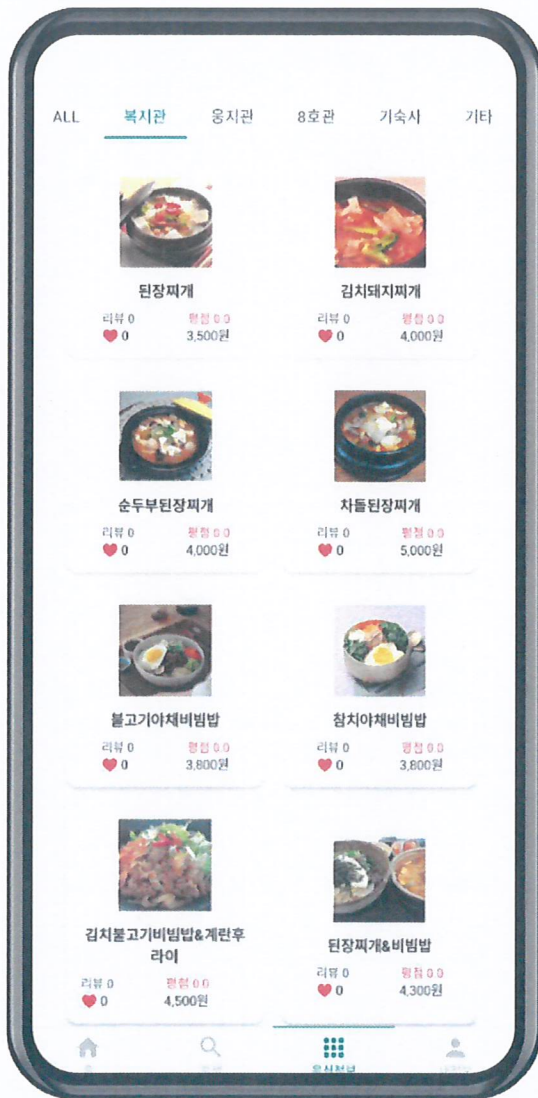 ALL 복지관 웅지관 8호관 기숙사 기타
된장찌개
리뷰 0 평점 0.0
0 3,500원
김치돼지찌개
리뷰 0 평점 0.0
0 4,000원
순두부된장찌개
리뷰 0 평점 0.0
0 4,000원
차돌된장찌개
리뷰 0 평점 0.0
0 5,000원
불고기야채비빔밥
리뷰 0 평점 0.0
0 3,800원
참치야채비빔밥
리뷰 0 평점 0.0
0 3,800원
김치불고기비빔밥&계란후
라이
리뷰 0 평점 0.0
0 4,500원
된장찌개&비빔밥
리뷰 0 평점 0.0
0 4,300원
음식정보